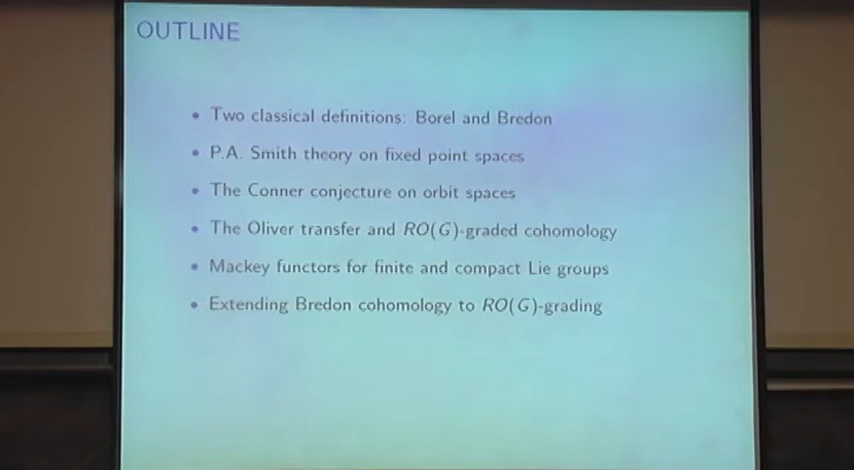 OUTLINE
• Two classical definitions: Borel and Bredon
• P.A. Smith theory on fixed point spaces
• The Conner conjecture on orbit spaces
• The Oliver transfer and RO(G)-graded cohomology
• Mackey functors for finite and compact Lie groups
• Extending Bredon cohomology to RO(G)-grading